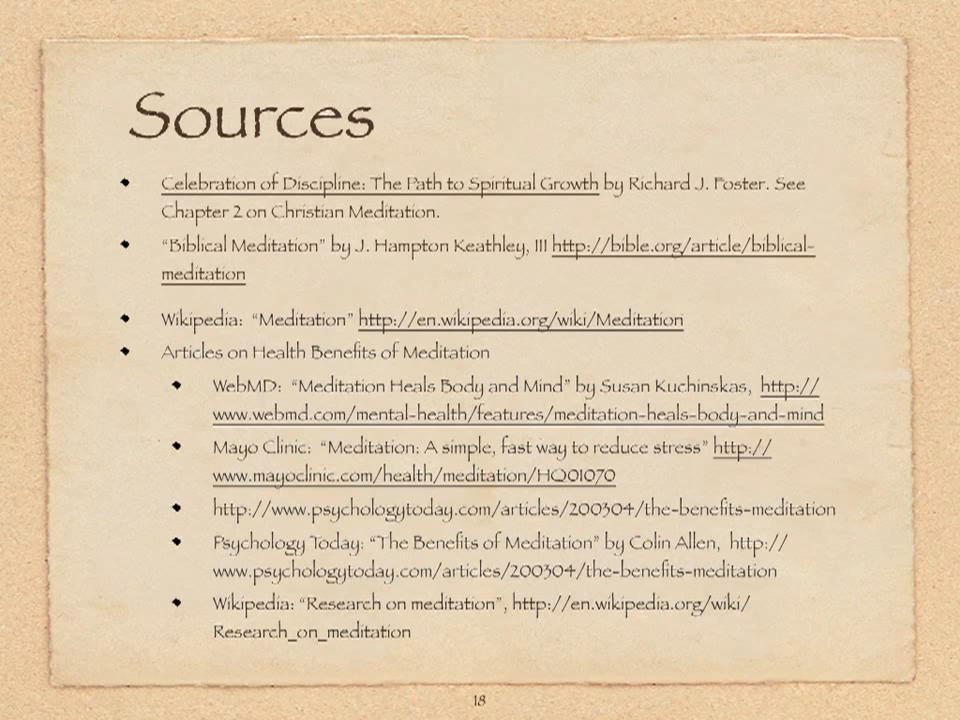 Sources
Celebration of Discipline: The Path to Spiritual Growth by Richard J. Foster. See
Chapter 2 on Christian Meditation.
“Biblical Meditation” by J. Hampton Keathley, III http://bible.org/article/biblical-
meditation
Wikipedia: “Meditation” http://en.wikipedia.org/wiki/Meditation
Articles on Health Benefits of Meditation
WebMD: “Meditation Heals Body and Mind” by Susan Kuchinskas, http://
www.webmd.com/mental-health/features/meditation-heals-body-and-mind
Mayo Clinic: “Meditation: A simple, fast way to reduce stress” http://
www.mayoclinic.com/health/meditation/HQ01070
http://www.psychologytoday.com/articles/200304/the-benefits-meditation
Psychology Today: “The Benefits of Meditation” by Colin Allen, http://
www.psychologytoday.com/articles/200304/the-benefits-meditation
Wikipedia: “Research on meditation”, http://en.wikipedia.org/wiki/
Research_on_meditation
18